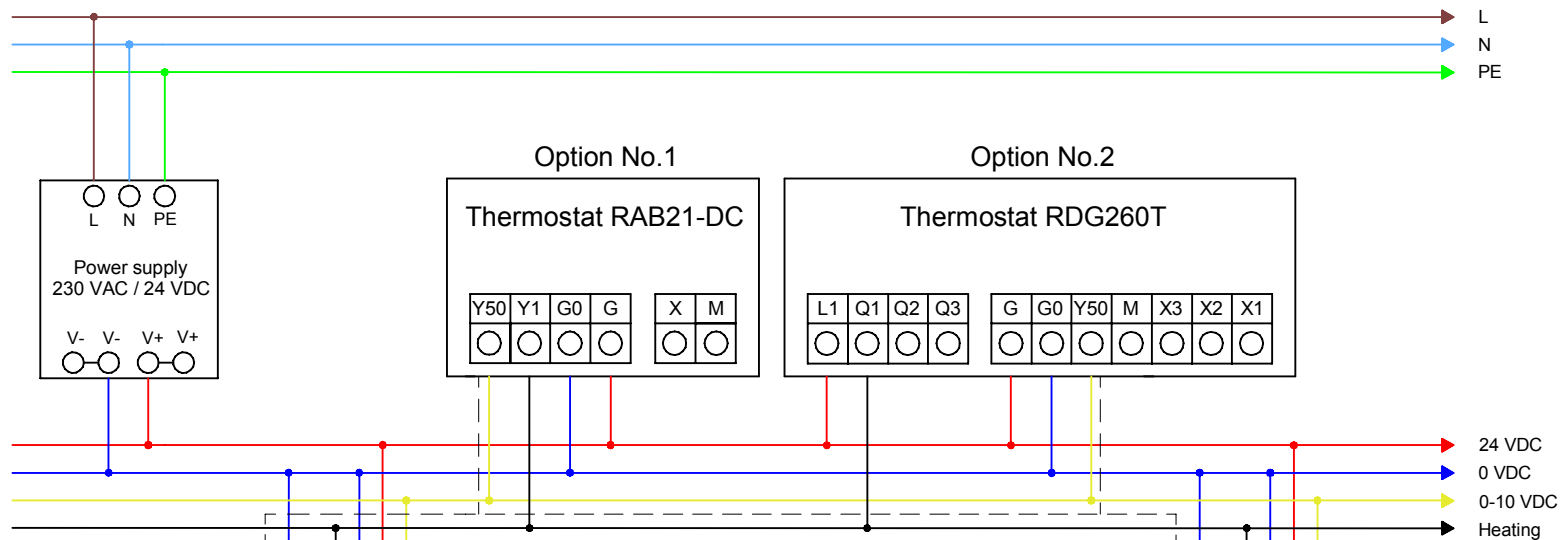 L
N
PE
Option No.1
Option No.2
L N PE
Power supply
230 VAC / 24 VDC
V- V- V+ V+
Thermostat RAB21-DC
Y50 Y1 G0 G X M
Thermostat RDG260T
L1 Q1 Q2 Q3 G G0 Y50 M X3 X2 X1
24 VDC
0 VDC
0-10 VDC
Heating